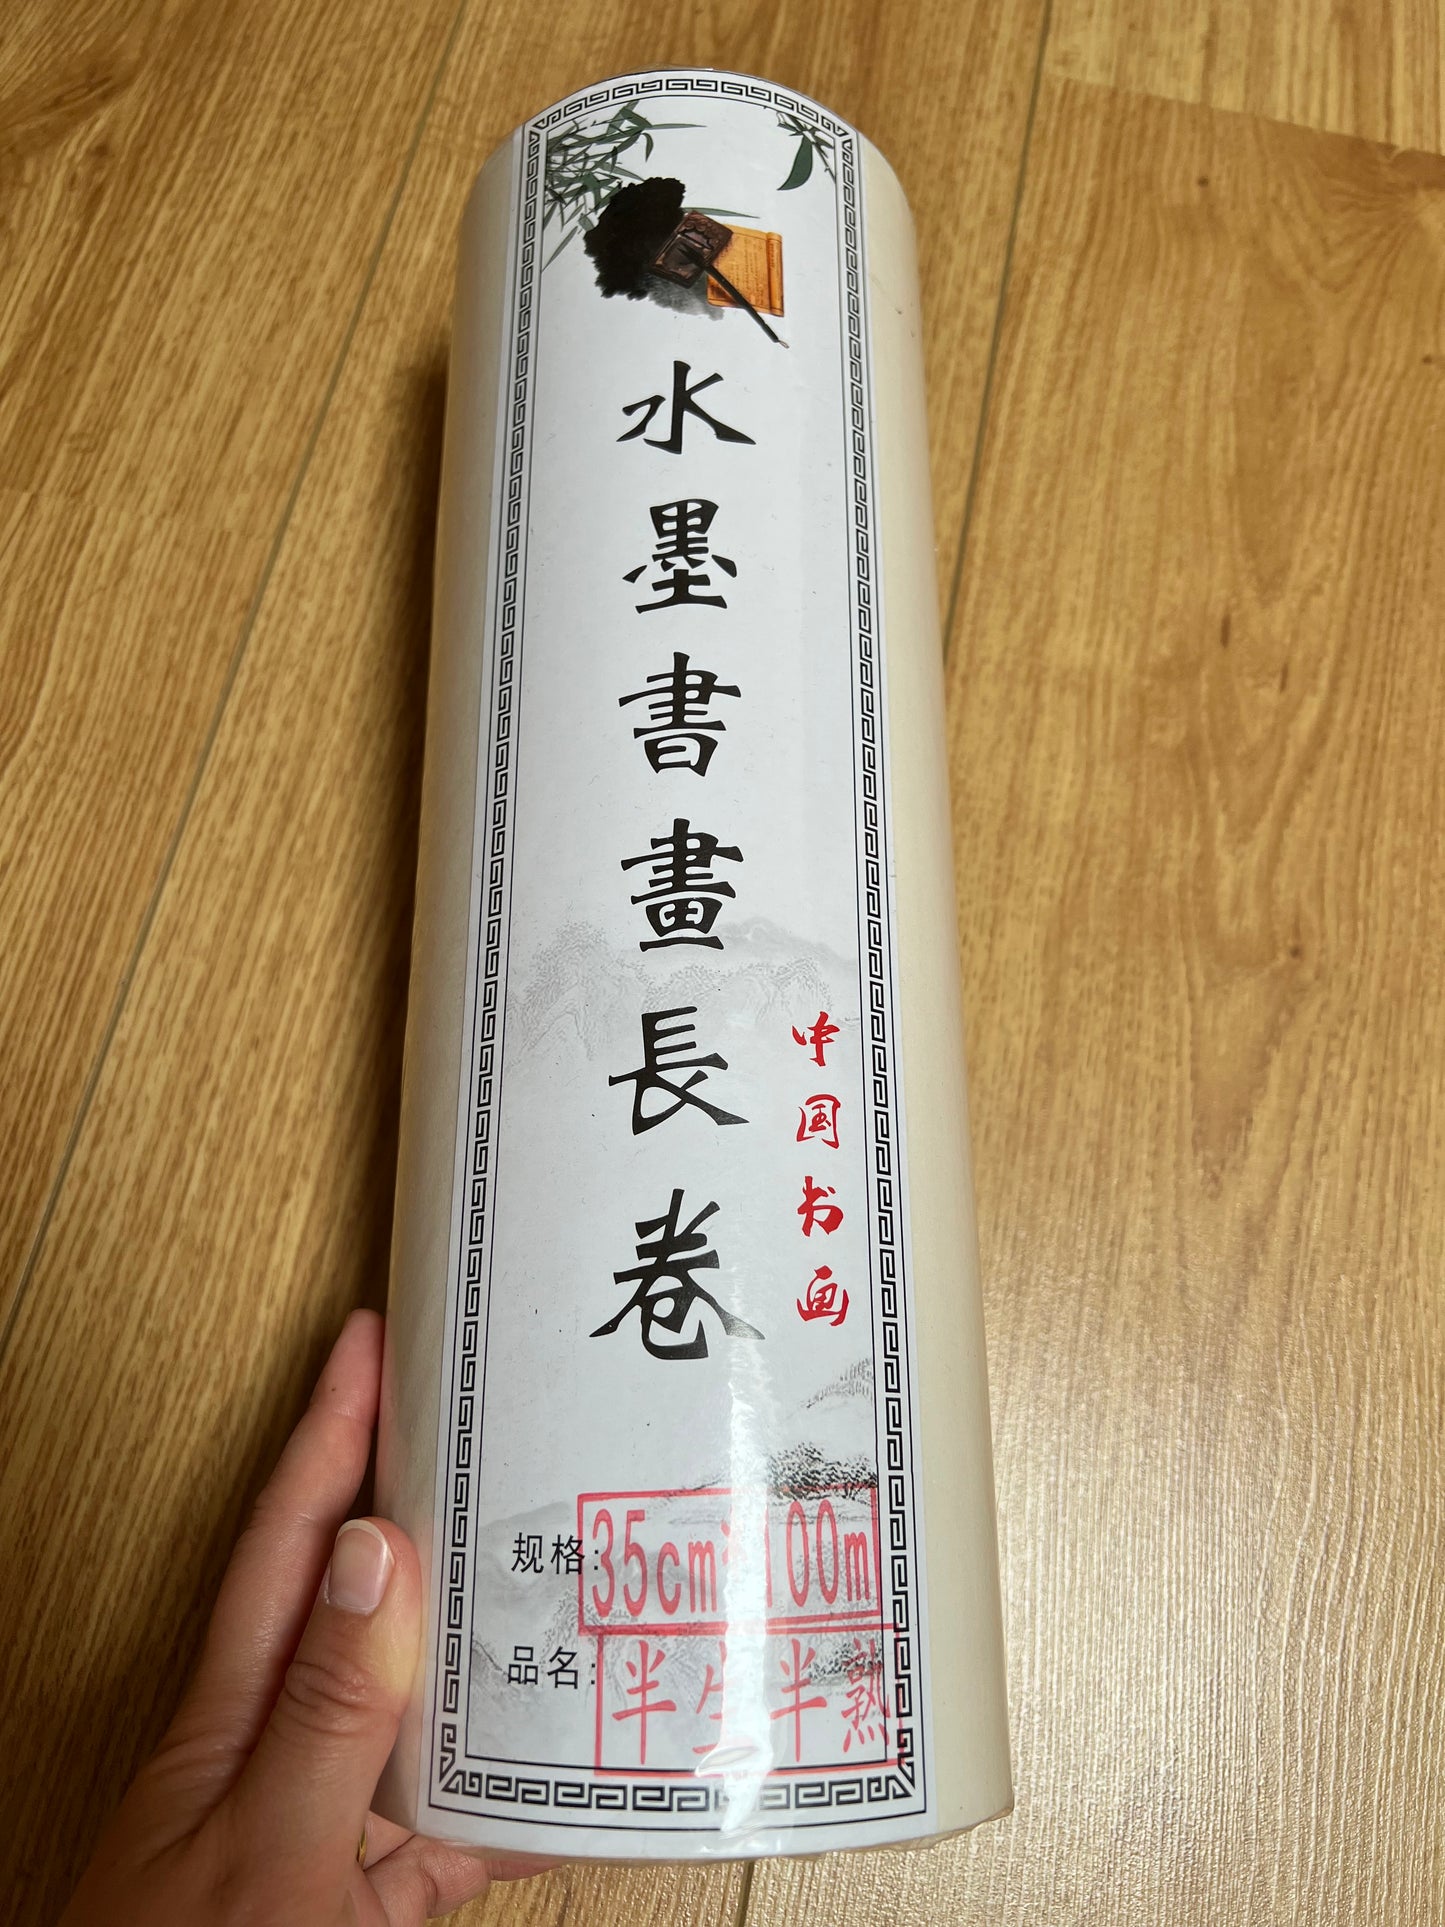 水墨書畫長卷
中国书画
规格: 35cm*100m
品名: 半生半熟